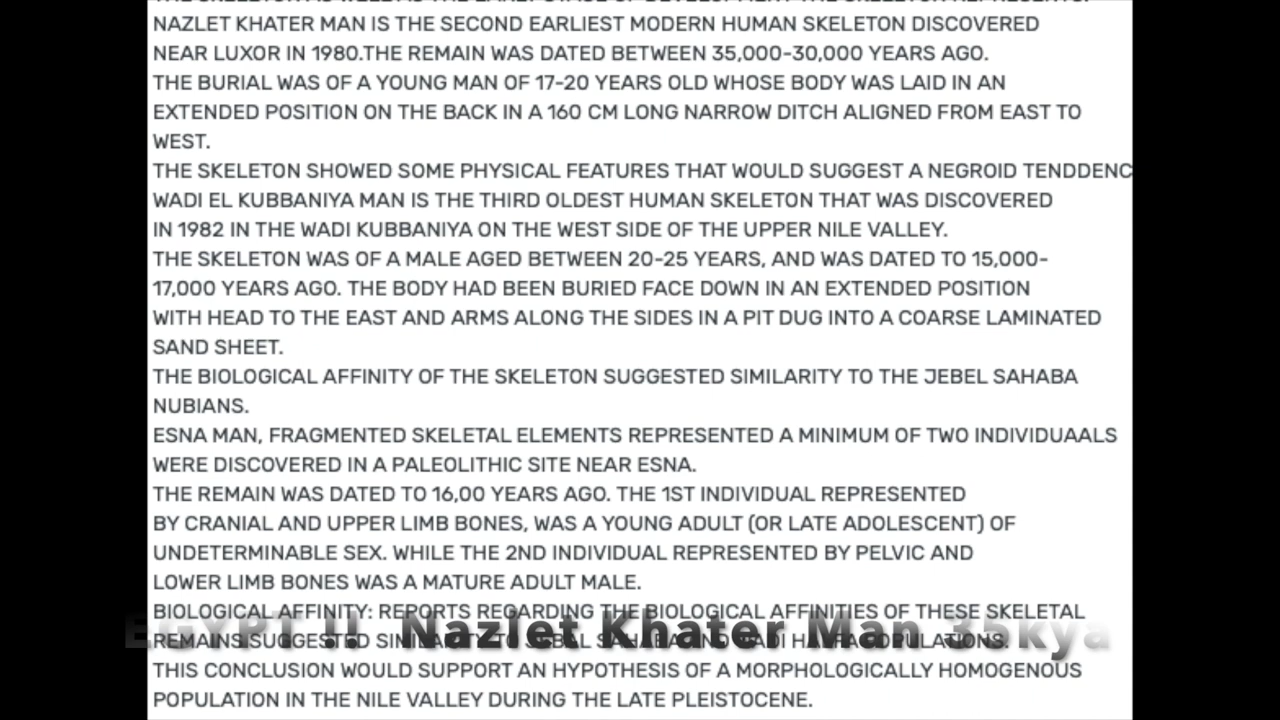 NAZLET KHATER MAN IS THE SECOND EARLIEST MODERN HUMAN SKELETON DISCOVERED
NEAR LUXOR IN 1980.THE REMAIN WAS DATED BETWEEN 35,000-30,000 YEARS AGO.
THE BURIAL WAS OF A YOUNG MAN OF 17-20 YEARS OLD WHOSE BODY WAS LAID IN AN
EXTENDED POSITION ON THE BACK IN A 160 CM LONG NARROW DITCH ALIGNED FROM EAST TO
WEST.
THE SKELETON SHOWED SOME PHYSICAL FEATURES THAT WOULD SUGGEST A NEGROID TENDDENC
WADI EL KUBBANIYA MAN IS THE THIRD OLDEST HUMAN SKELETON THAT WAS DISCOVERED
IN 1982 IN THE WADI KUBBANIYA ON THE WEST SIDE OF THE UPPER NILE VALLEY.
THE SKELETON WAS OF A MALE AGED BETWEEN 20-25 YEARS, AND WAS DATED TO 15,000-
17,000 YEARS AGO. THE BODY HAD BEEN BURIED FACE DOWN IN AN EXTENDED POSITION
WITH HEAD TO THE EAST AND ARMS ALONG THE SIDES IN A PIT DUG INTO A COARSE LAMINATED
SAND SHEET.
THE BIOLOGICAL AFFINITY OF THE SKELETON SUGGESTED SIMILARITY TO THE JEBEL SAHABA
NUBIANS.
ESNA MAN, FRAGMENTED SKELETAL ELEMENTS REPRESENTED A MINIMUM OF TWO INDIVIDUAALS
WERE DISCOVERED IN A PALEOLITHIC SITE NEAR ESNA.
THE REMAIN WAS DATED TO 16,00 YEARS AGO. THE 1ST INDIVIDUAL REPRESENTED
BY CRANIAL AND UPPER LIMB BONES, WAS A YOUNG ADULT (OR LATE ADOLESCENT) OF
UNDETERMINABLE SEX. WHILE THE 2ND INDIVIDUAL REPRESENTED BY PELVIC AND
LOWER LIMB BONES WAS A MATURE ADULT MALE.
BIOLOGICAL AFFINITY: REPORTS REGARDING THE BIOLOGICAL AFFINITIES OF THESE SKELETAL
EGYPT II Nazlet Khater Man 35kya
REMAINS SUGGESTED TO POPULATIONS.
THIS CONCLUSION WOULD SUPPORT AN HYPOTHESIS OF A MORPHOLOGICALLY HOMOGENOUS
POPULATION IN THE NILE VALLEY DURING THE LATE PLEISTOCENE.